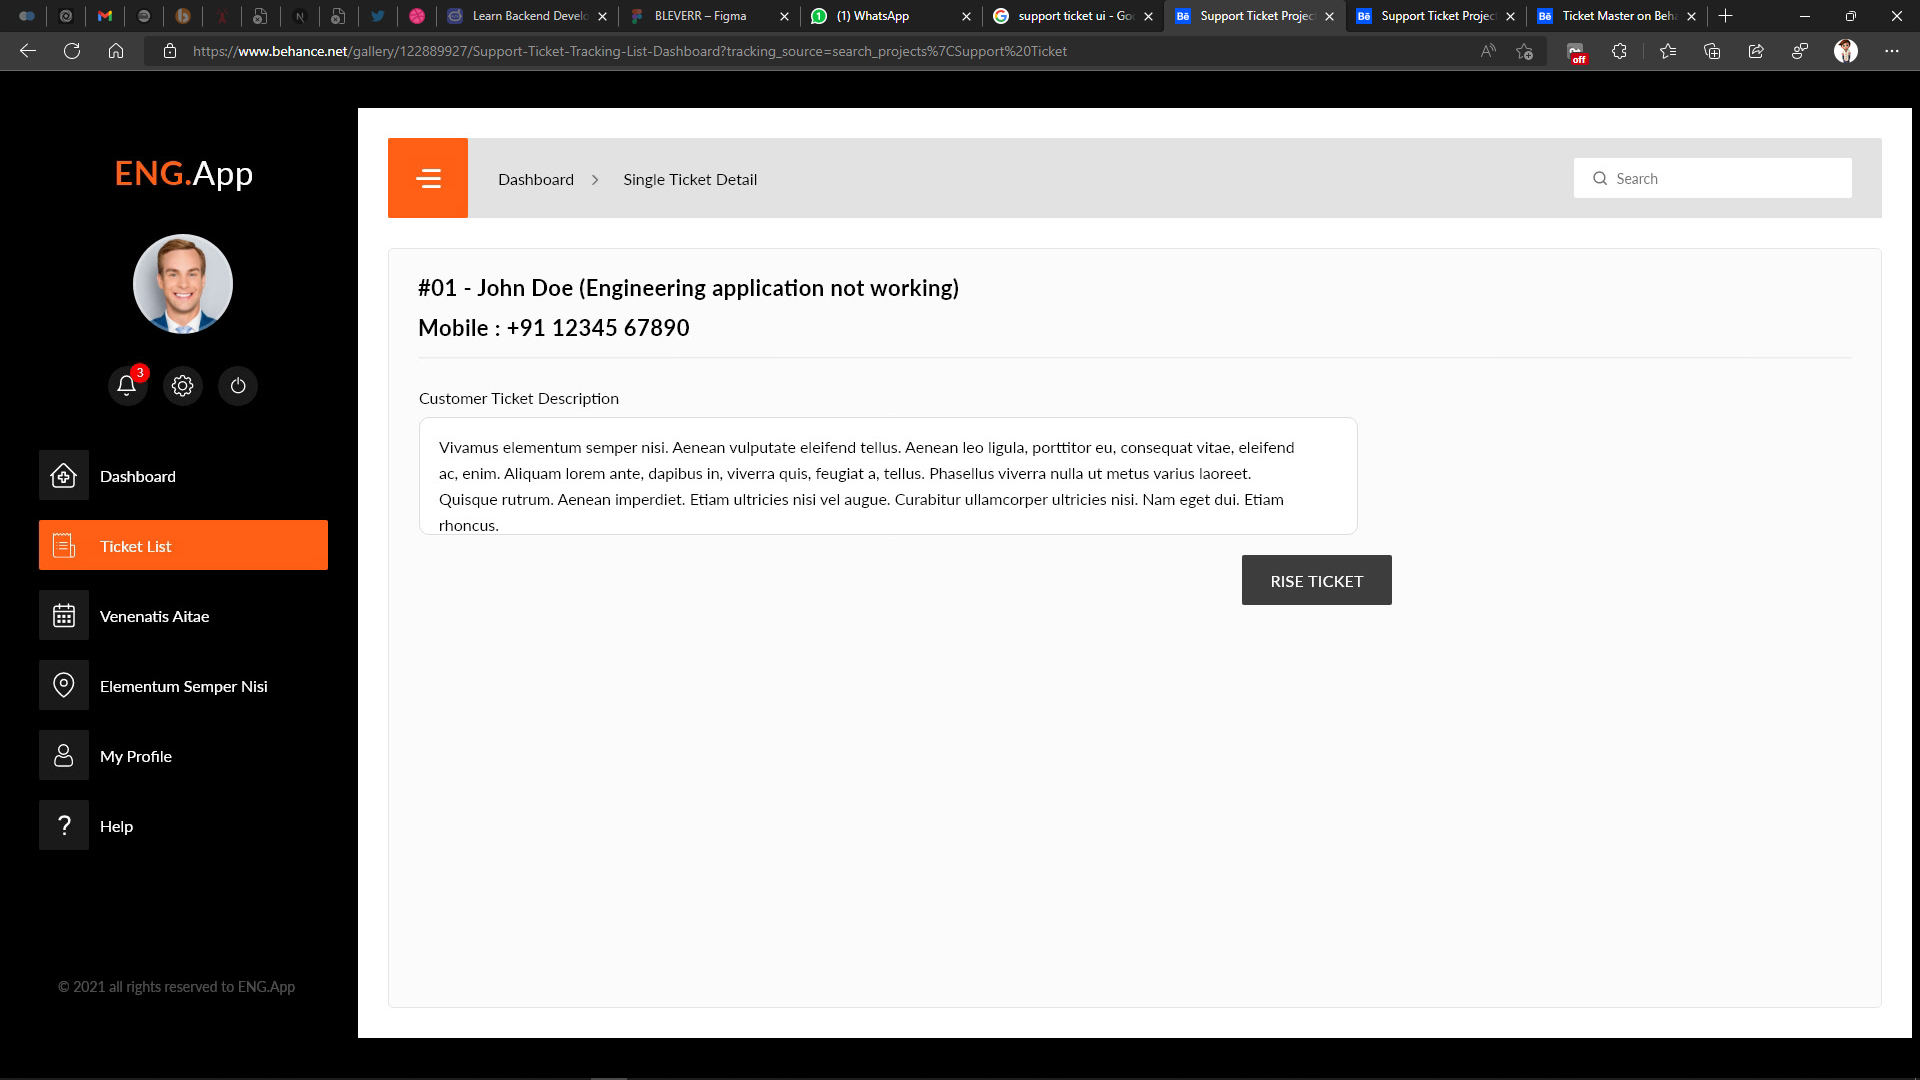 Learn Backend Develo
BLEVERR – Figma
(1) WhatsApp
support ticket ui - Go
Support Ticket Projec
Support Ticket Projec
Ticket Master on Beha
https://www.behance.net/gallery/122889927/Support-Ticket-Tracking-List-Dashboard?tracking_source=search_projects%7CSupport%20Ticket
off
ENG.App
3
Dashboard
Ticket List
Venenatis Aitae
Elementum Semper Nisi
My Profile
? Help
© 2021 all rights reserved to ENG.App
Dashboard > Single Ticket Detail
Search
#01 - John Doe (Engineering application not working)
Mobile : +91 12345 67890
Customer Ticket Description
Vivamus elementum semper nisi. Aenean vulputate eleifend tellus. Aenean leo ligula, porttitor eu, consequat vitae, eleifend
ac, enim. Aliquam lorem ante, dapibus in, viverra quis, feugiat a, tellus. Phasellus viverra nulla ut metus varius laoreet.
Quisque rutrum. Aenean imperdiet. Etiam ultricies nisi vel augue. Curabitur ullamcorper ultricies nisi. Nam eget dui. Etiam
rhoncus.
RISE TICKET